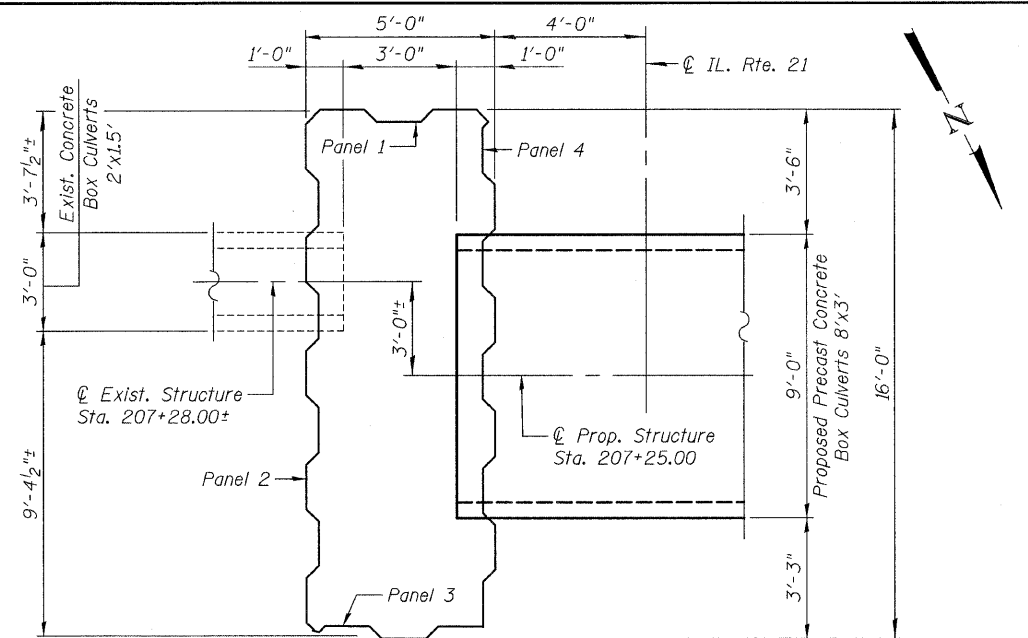 5'-0"
4'-0"
1'-0"
3'-0"
1'-0"
℄ IL. Rte. 21
N
Panel 1
Panel 4
3'-7½"±
Exist. Concrete
Box Culverts
2'x1.5'
3'-6"
3'-0"
3'-0"±
℄ Exist. Structure
Sta. 207+28.00±
9'-0"
Proposed Precast Concrete
Box Culverts 8'x3'
16'-0"
℄ Prop. Structure
Sta. 207+25.00
Panel 2
9'-4½"±
Panel 3
3'-3"